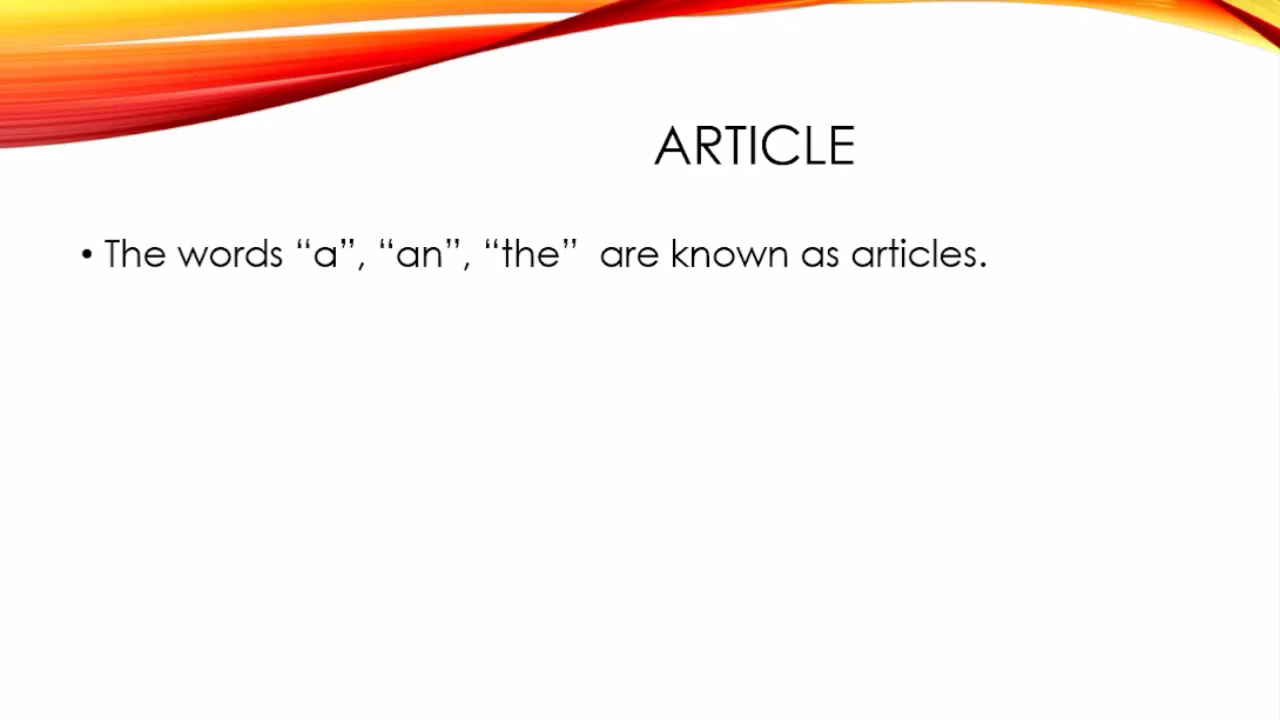 ARTICLE
• The words “a”, “an”, “the” are known as articles.